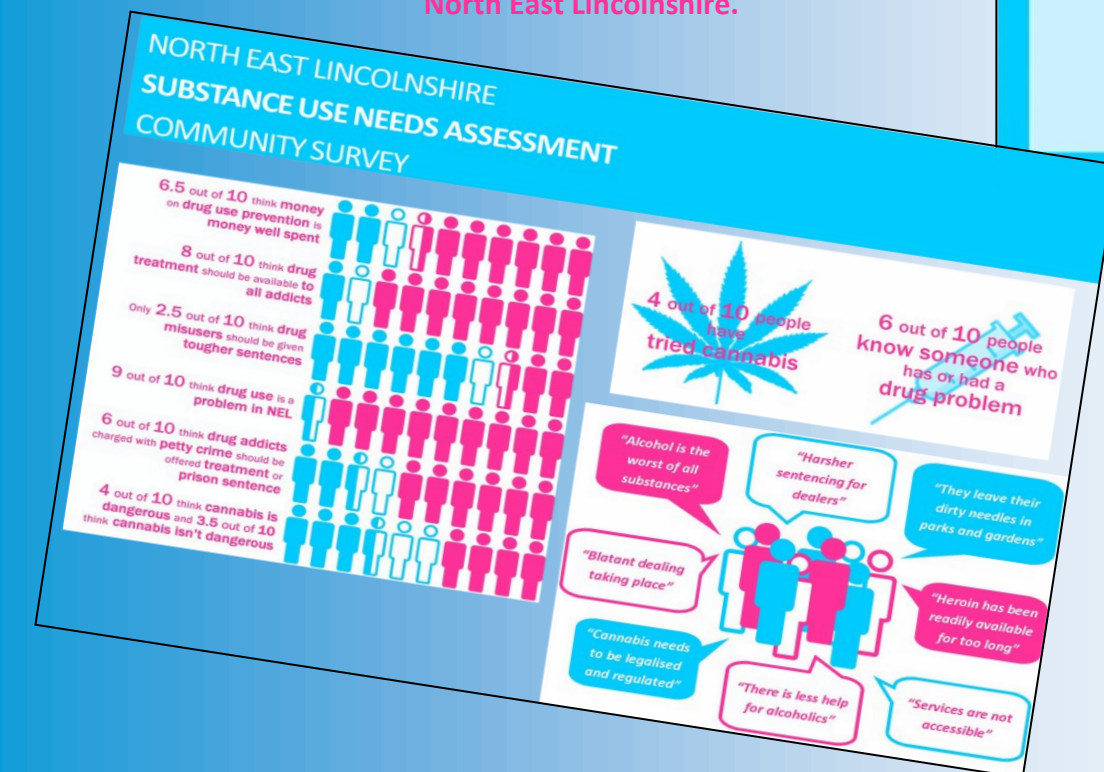 North East Lincolnshire.
NORTH EAST LINCOLNSHIRE
SUBSTANCE USE NEEDS ASSESSMENT
COMMUNITY SURVEY
6.5 out of 10 think money
on drug use prevention is
money well spent
8 out of 10 think drug
treatment should be available to
all addicts
Only 2.5 out of 10 think drug
misusers should be given
tougher sentences
9 out of 10 think drug use is a
problem in NEL
6 out of 10 think drug addicts
charged with petty crime should be
offered treatment or
prison sentence
4 out of 10 think cannabis is
dangerous and 3.5 out of 10
think cannabis isn't dangerous
4 out of 10 people
have
tried cannabis
6 out of 10 people
know someone who
has or had a
drug problem
"Alcohol is the
worst of all
substances"
"Harsher
sentencing for
dealers"
"They leave their
dirty needles in
parks and gardens"
"Blatant dealing
taking place"
"Heroin has been
readily available
for too long"
"Cannabis needs
to be legalised
and regulated"
"There is less help
for alcoholics"
"Services are not
accessible"